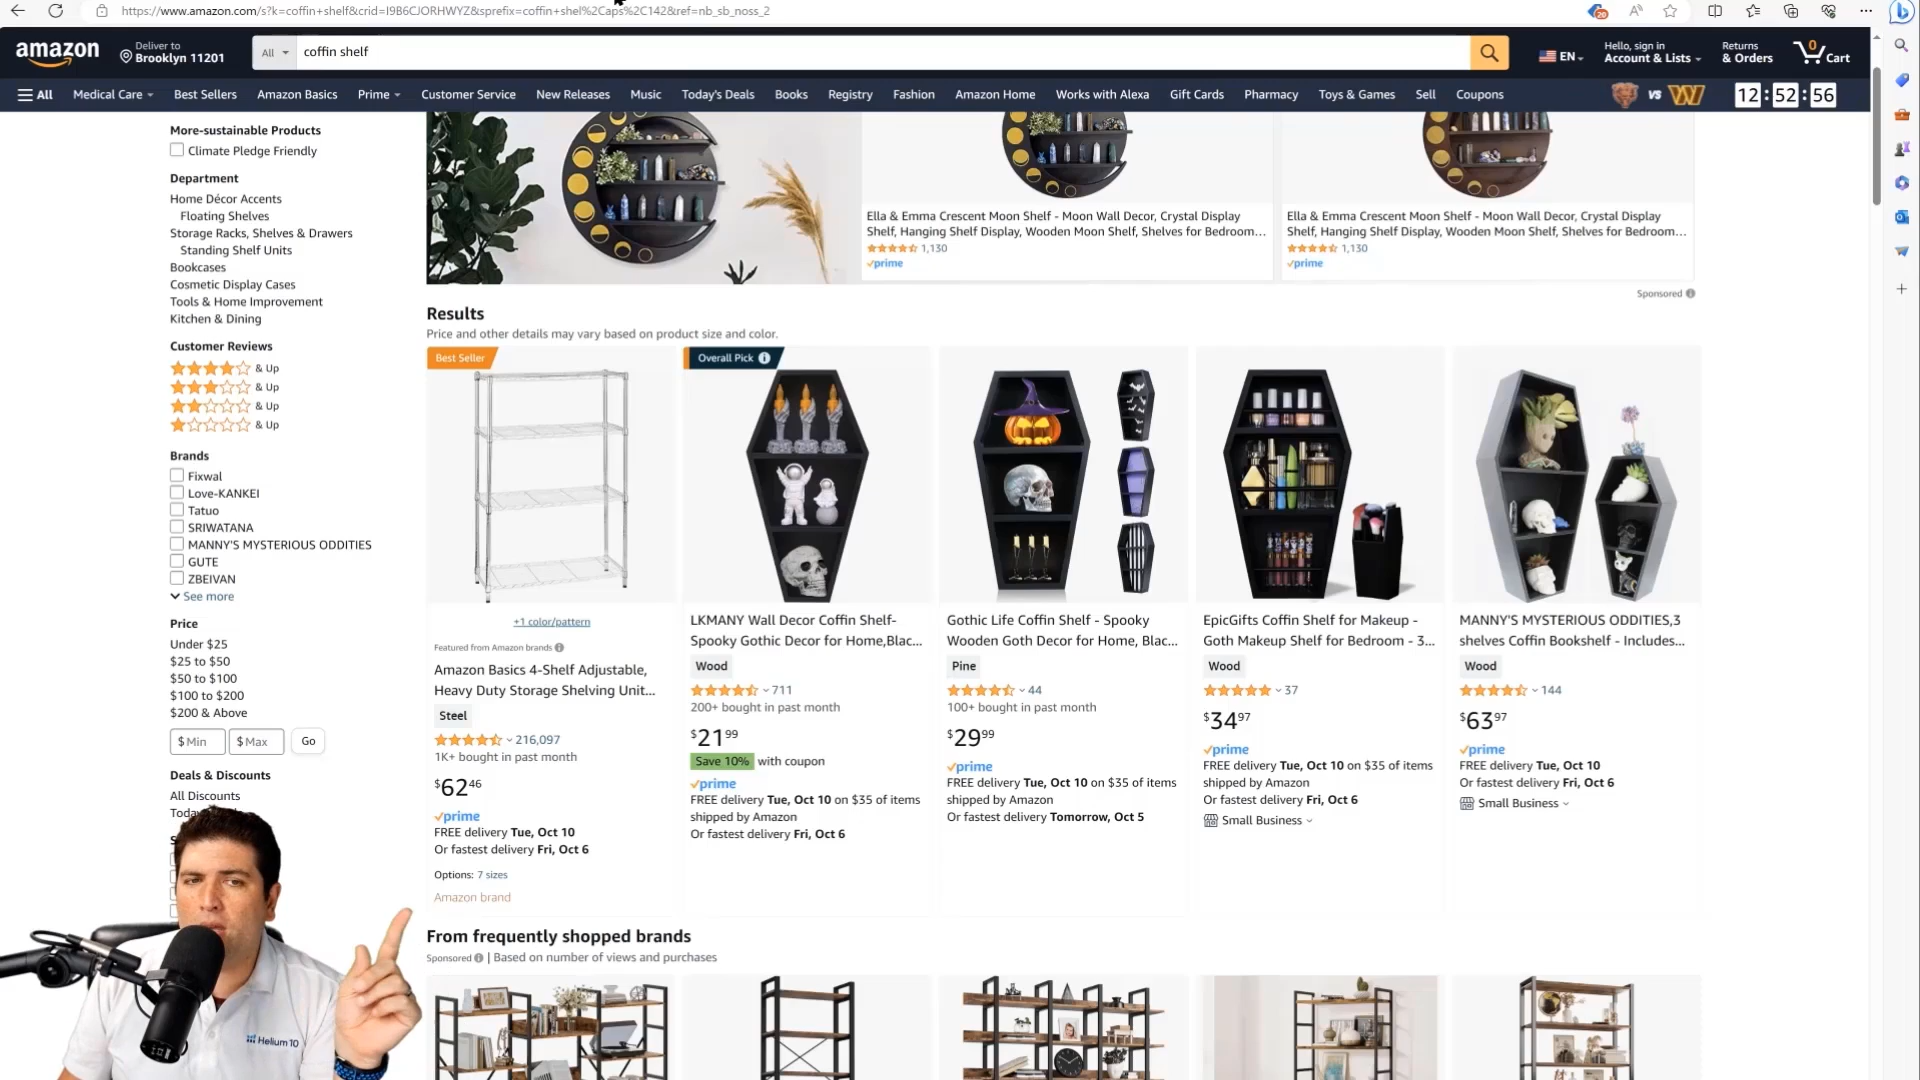 https://www.amazon.com/s?k=coffin+shelf&crid=I9B6CJORHWYZ&sprefix=coffin+shel%2Caps%2C142&ref=nb_sb_noss_2
20
amazon
Deliver to
Brooklyn 11201
All
coffin shelf
EN
Hello, sign in
Account & Lists
Returns
& Orders
0
Cart
All
Medical Care
Best Sellers
Amazon Basics
Prime
Customer Service
New Releases
Music
Today's Deals
Books
Registry
Fashion
Amazon Home
Works with Alexa
Gift Cards
Pharmacy
Toys & Games
Sell
Coupons
VS
W
12:52:56
More-sustainable Products
Climate Pledge Friendly
Department
Home Décor Accents
Floating Shelves
Storage Racks, Shelves & Drawers
Standing Shelf Units
Bookcases
Cosmetic Display Cases
Tools & Home Improvement
Kitchen & Dining
Customer Reviews
& Up
& Up
& Up
& Up
Brands
Fixwal
Love-KANKEI
Tatuo
SRIWATANA
MANNY'S MYSTERIOUS ODDITIES
GUTE
ZBEIVAN
See more
Price
Under $25
$25 to $50
$50 to $100
$100 to $200
$200 & Above
$ Min
$ Max
Go
Deals & Discounts
All Discounts
Ella & Emma Crescent Moon Shelf - Moon Wall Decor, Crystal Display
Shelf, Hanging Shelf Display, Wooden Moon Shelf, Shelves for Bedroom...
1,130
prime
Ella & Emma Crescent Moon Shelf - Moon Wall Decor, Crystal Display
Shelf, Hanging Shelf Display, Wooden Moon Shelf, Shelves for Bedroom...
1,130
prime
Sponsored
Results
Price and other details may vary based on product size and color.
Best Seller
+1 color/pattern
Featured from Amazon brands
Amazon Basics 4-Shelf Adjustable,
Heavy Duty Storage Shelving Unit...
Steel
216,097
1K+ bought in past month
$62 46
prime
FREE delivery Tue, Oct 10
Or fastest delivery Fri, Oct 6
Options: 7 sizes
Amazon brand
Overall Pick
LKMANY Wall Decor Coffin Shelf-
Spooky Gothic Decor for Home,Blac...
Wood
711
200+ bought in past month
$21 99
Save 10% with coupon
prime
FREE delivery Tue, Oct 10 on $35 of items
shipped by Amazon
Or fastest delivery Fri, Oct 6
Gothic Life Coffin Shelf - Spooky
Wooden Goth Decor for Home, Blac...
Pine
44
100+ bought in past month
$29 99
prime
FREE delivery Tue, Oct 10 on $35 of items
shipped by Amazon
Or fastest delivery Tomorrow, Oct 5
EpicGifts Coffin Shelf for Makeup -
Goth Makeup Shelf for Bedroom - 3...
Wood
37
$34 97
prime
FREE delivery Tue, Oct 10 on $35 of items
shipped by Amazon
Or fastest delivery Fri, Oct 6
Small Business
MANNY'S MYSTERIOUS ODDITIES,3
shelves Coffin Bookshelf - Includes...
Wood
144
$63 97
prime
FREE delivery Tue, Oct 10
Or fastest delivery Fri, Oct 6
Small Business
From frequently shopped brands
Sponsored | Based on number of views and purchases
Helium 10